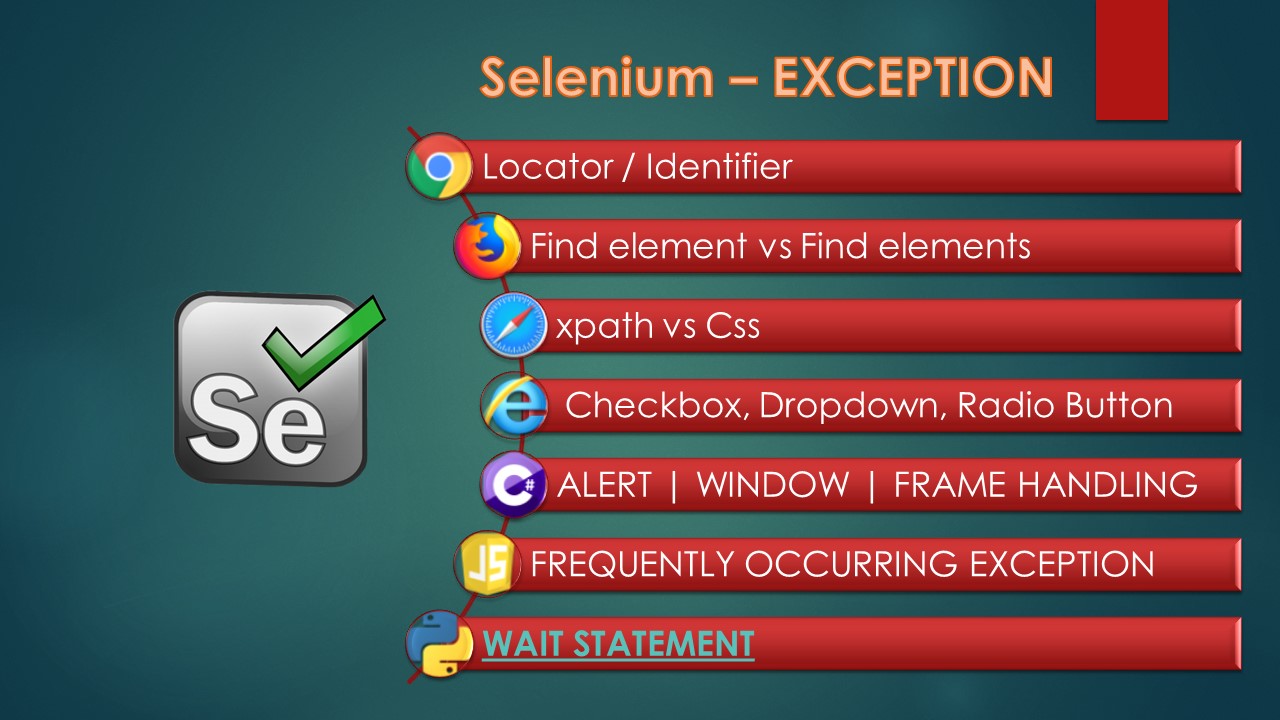 Selenium – EXCEPTION
Locator / Identifier
Find element vs Find elements
xpath vs Css
Checkbox, Dropdown, Radio Button
Se
ALERT | WINDOW | FRAME HANDLING
C#
FREQUENTLY OCCURRING EXCEPTION
JS
WAIT STATEMENT